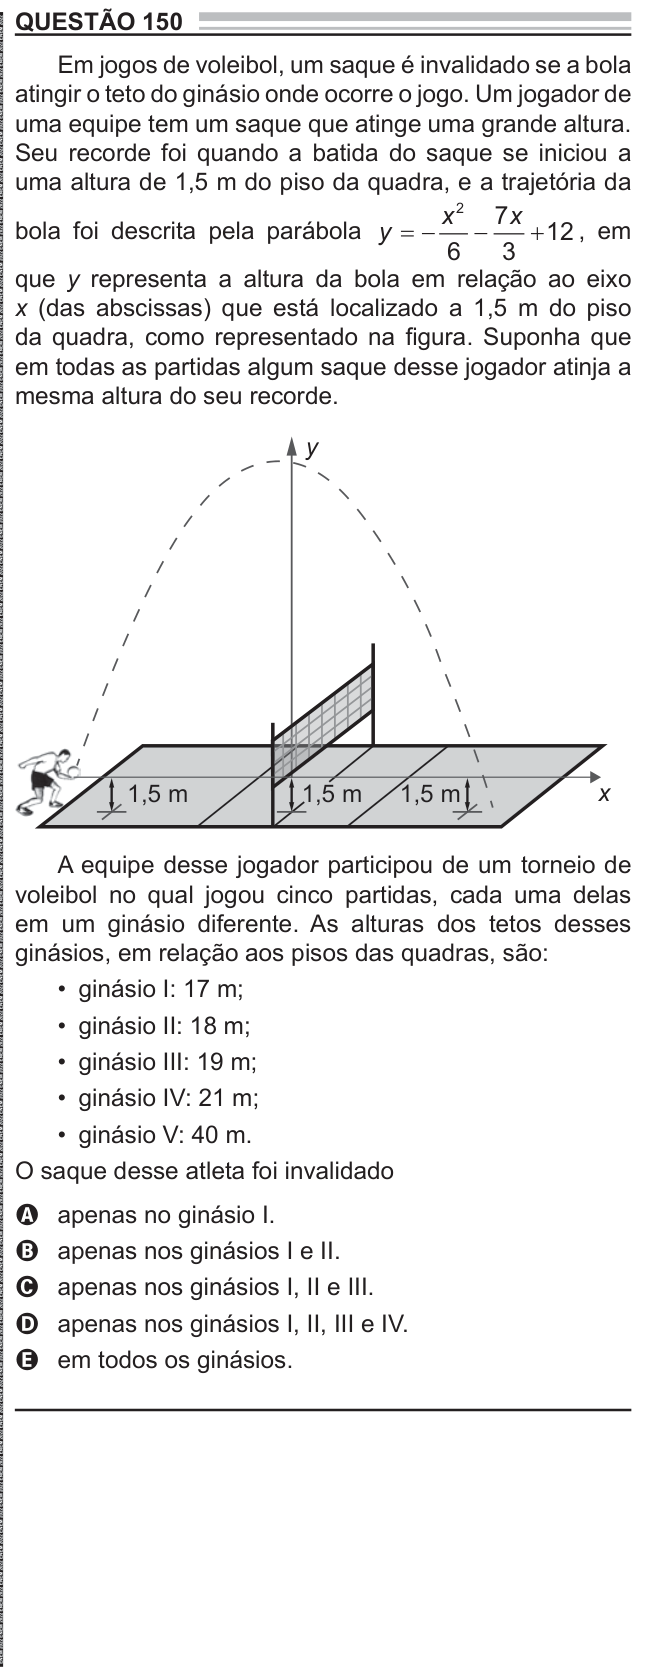 QUESTÃO 150
Em jogos de voleibol, um saque é invalidado se a bola
atingir o teto do ginásio onde ocorre o jogo. Um jogador de
uma equipe tem um saque que atinge uma grande altura.
Seu recorde foi quando a batida do saque se iniciou a
uma altura de 1,5 m do piso da quadra, e a trajetória da
bola foi descrita pela parábola y = −x²/6 − 7x/3 + 12, em
que y representa a altura da bola em relação ao eixo
x (das abscissas) que está localizado a 1,5 m do piso
da quadra, como representado na figura. Suponha que
em todas as partidas algum saque desse jogador atinja a
mesma altura do seu recorde.
y
1,5 m 1,5 m 1,5 m
x
A equipe desse jogador participou de um torneio de
voleibol no qual jogou cinco partidas, cada uma delas
em um ginásio diferente. As alturas dos tetos desses
ginásios, em relação aos pisos das quadras, são:
• ginásio I: 17 m;
• ginásio II: 18 m;
• ginásio III: 19 m;
• ginásio IV: 21 m;
• ginásio V: 40 m.
O saque desse atleta foi invalidado
A apenas no ginásio I.
B apenas nos ginásios I e II.
C apenas nos ginásios I, II e III.
D apenas nos ginásios I, II, III e IV.
E em todos os ginásios.